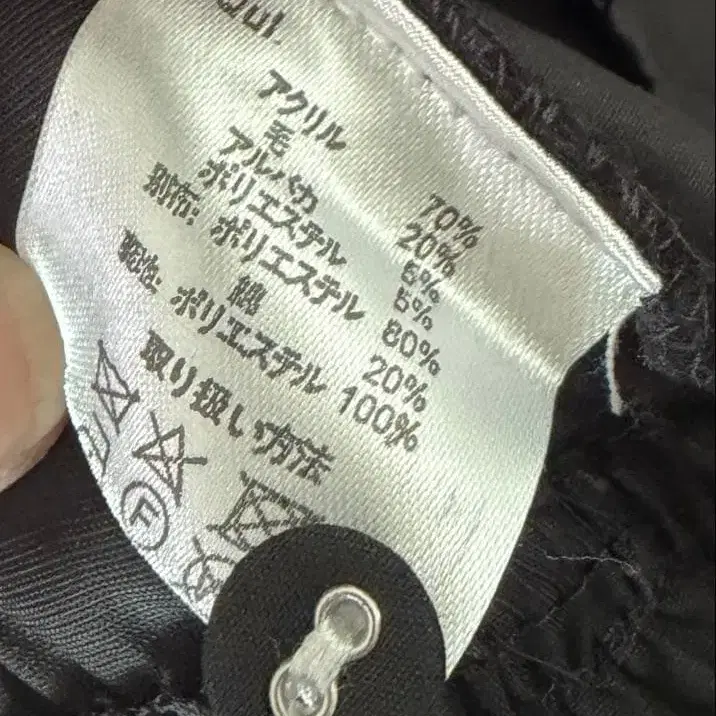 アクリル 70%
毛 20%
アルパカ 5%
ポリエステル 5%
別布: ポリエステル 80%
綿 20%
ポリエステル 100%
取り扱い方法
F